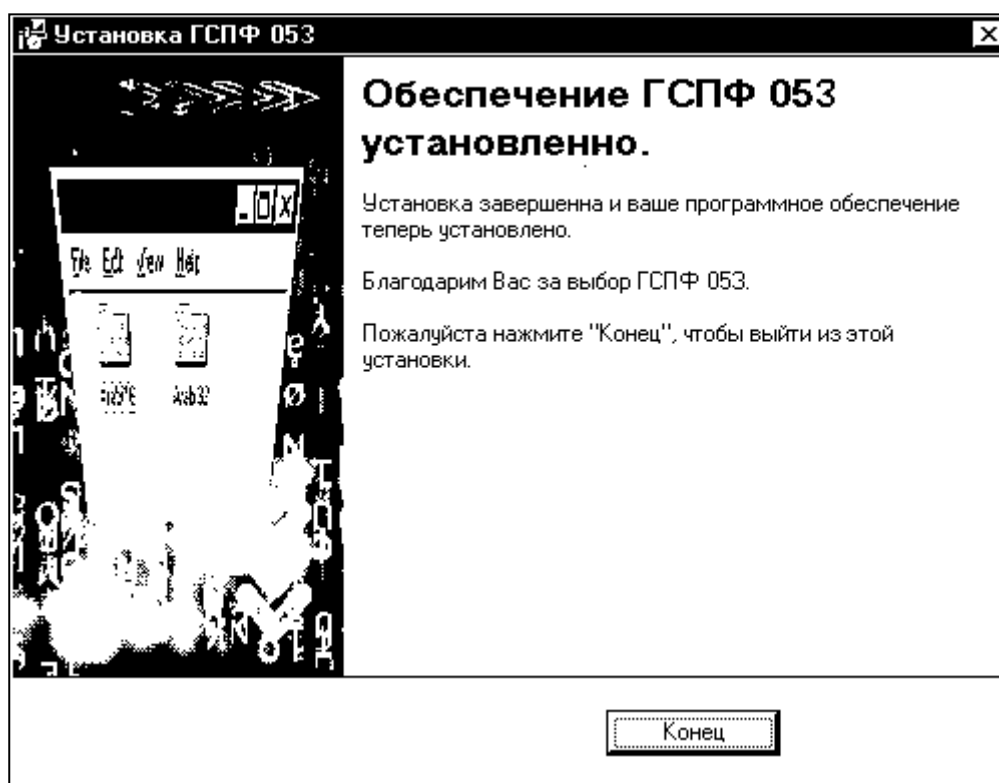 Установка ГСПФ 053
Обеспечение ГСПФ 053
установленно.
Установка завершенна и ваше программное обеспечение
теперь установлено.
Благодарим Вас за выбор ГСПФ 053.
Пожалуйста нажмите "Конец", чтобы выйти из этой
установки.
File Edit View Help
Arab32
Конец